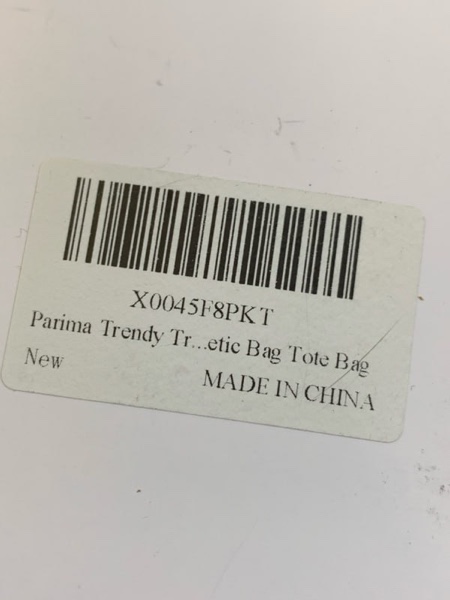 X0045F8PKT
Parima Trendy Tr...etic Bag Tote Bag
New
MADE IN CHINA